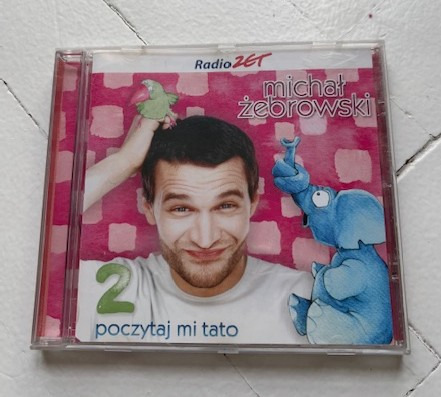 Radio ZET
michał
żebrowski
2
poczytaj mi tato